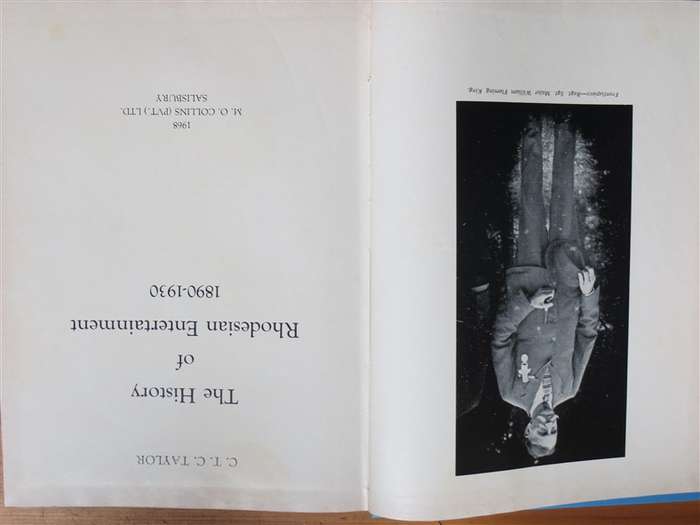 Frontispiece—Regt. Sgt. Major William Fleming King.
C. T. C. TAYLOR
The History
of
Rhodesian Entertainment
1890-1930
1968
M. O. COLLINS (PVT.) LTD.
SALISBURY